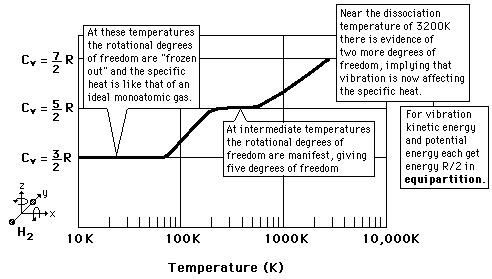 At these temperatures
the rotational degrees
of freedom are "frozen
out" and the specific
heat is like that of an
ideal monoatomic gas.
Near the dissociation
temperature of 3200K
there is evidence of
two more degrees of
freedom, implying that
vibration is now affecting
the specific heat.
Cv = 7/2 R
Cv = 5/2 R
Cv = 3/2 R
At intermediate temperatures
the rotational degrees of
freedom are manifest, giving
five degrees of freedom
For vibration
kinetic energy
and potential
energy each get
energy R/2 in
equipartition.
z
y
x
H2
10K 100K 1000K 10,000K
Temperature (K)